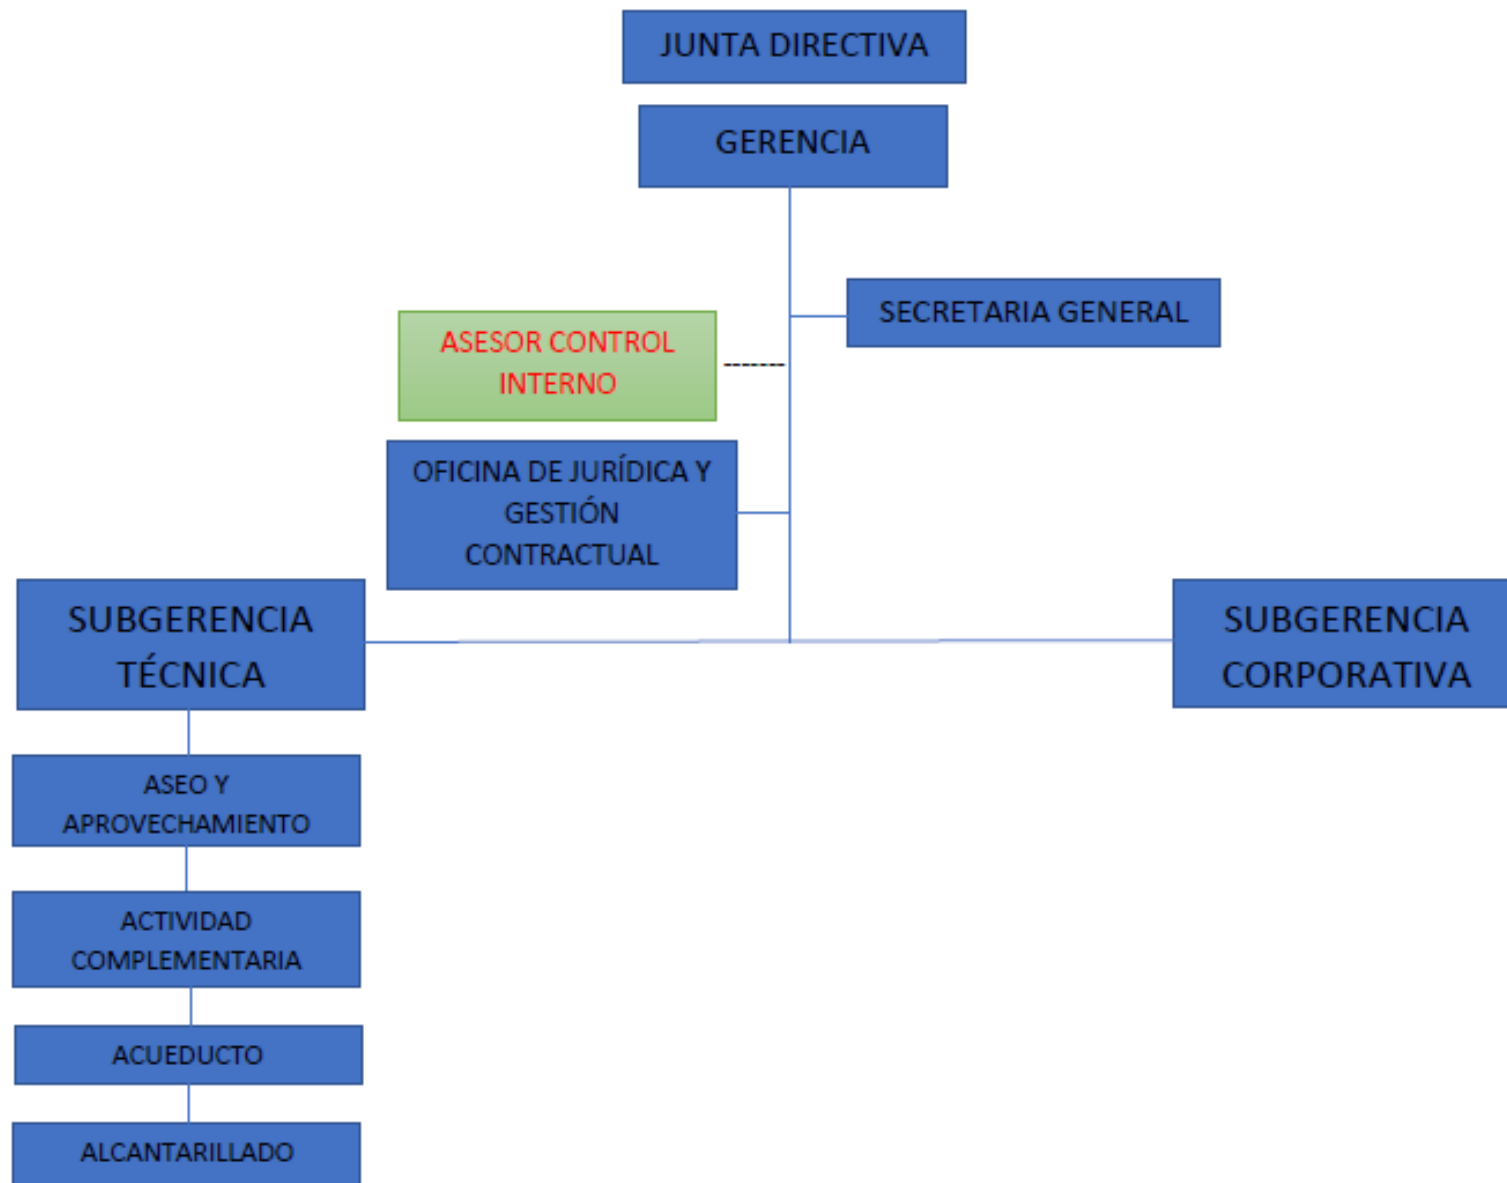 JUNTA DIRECTIVA
GERENCIA
SECRETARIA GENERAL
ASESOR CONTROL
INTERNO
OFICINA DE JURÍDICA Y
GESTIÓN
CONTRACTUAL
SUBGERENCIA
TÉCNICA
SUBGERENCIA
CORPORATIVA
ASEO Y
APROVECHAMIENTO
ACTIVIDAD
COMPLEMENTARIA
ACUEDUCTO
ALCANTARILLADO